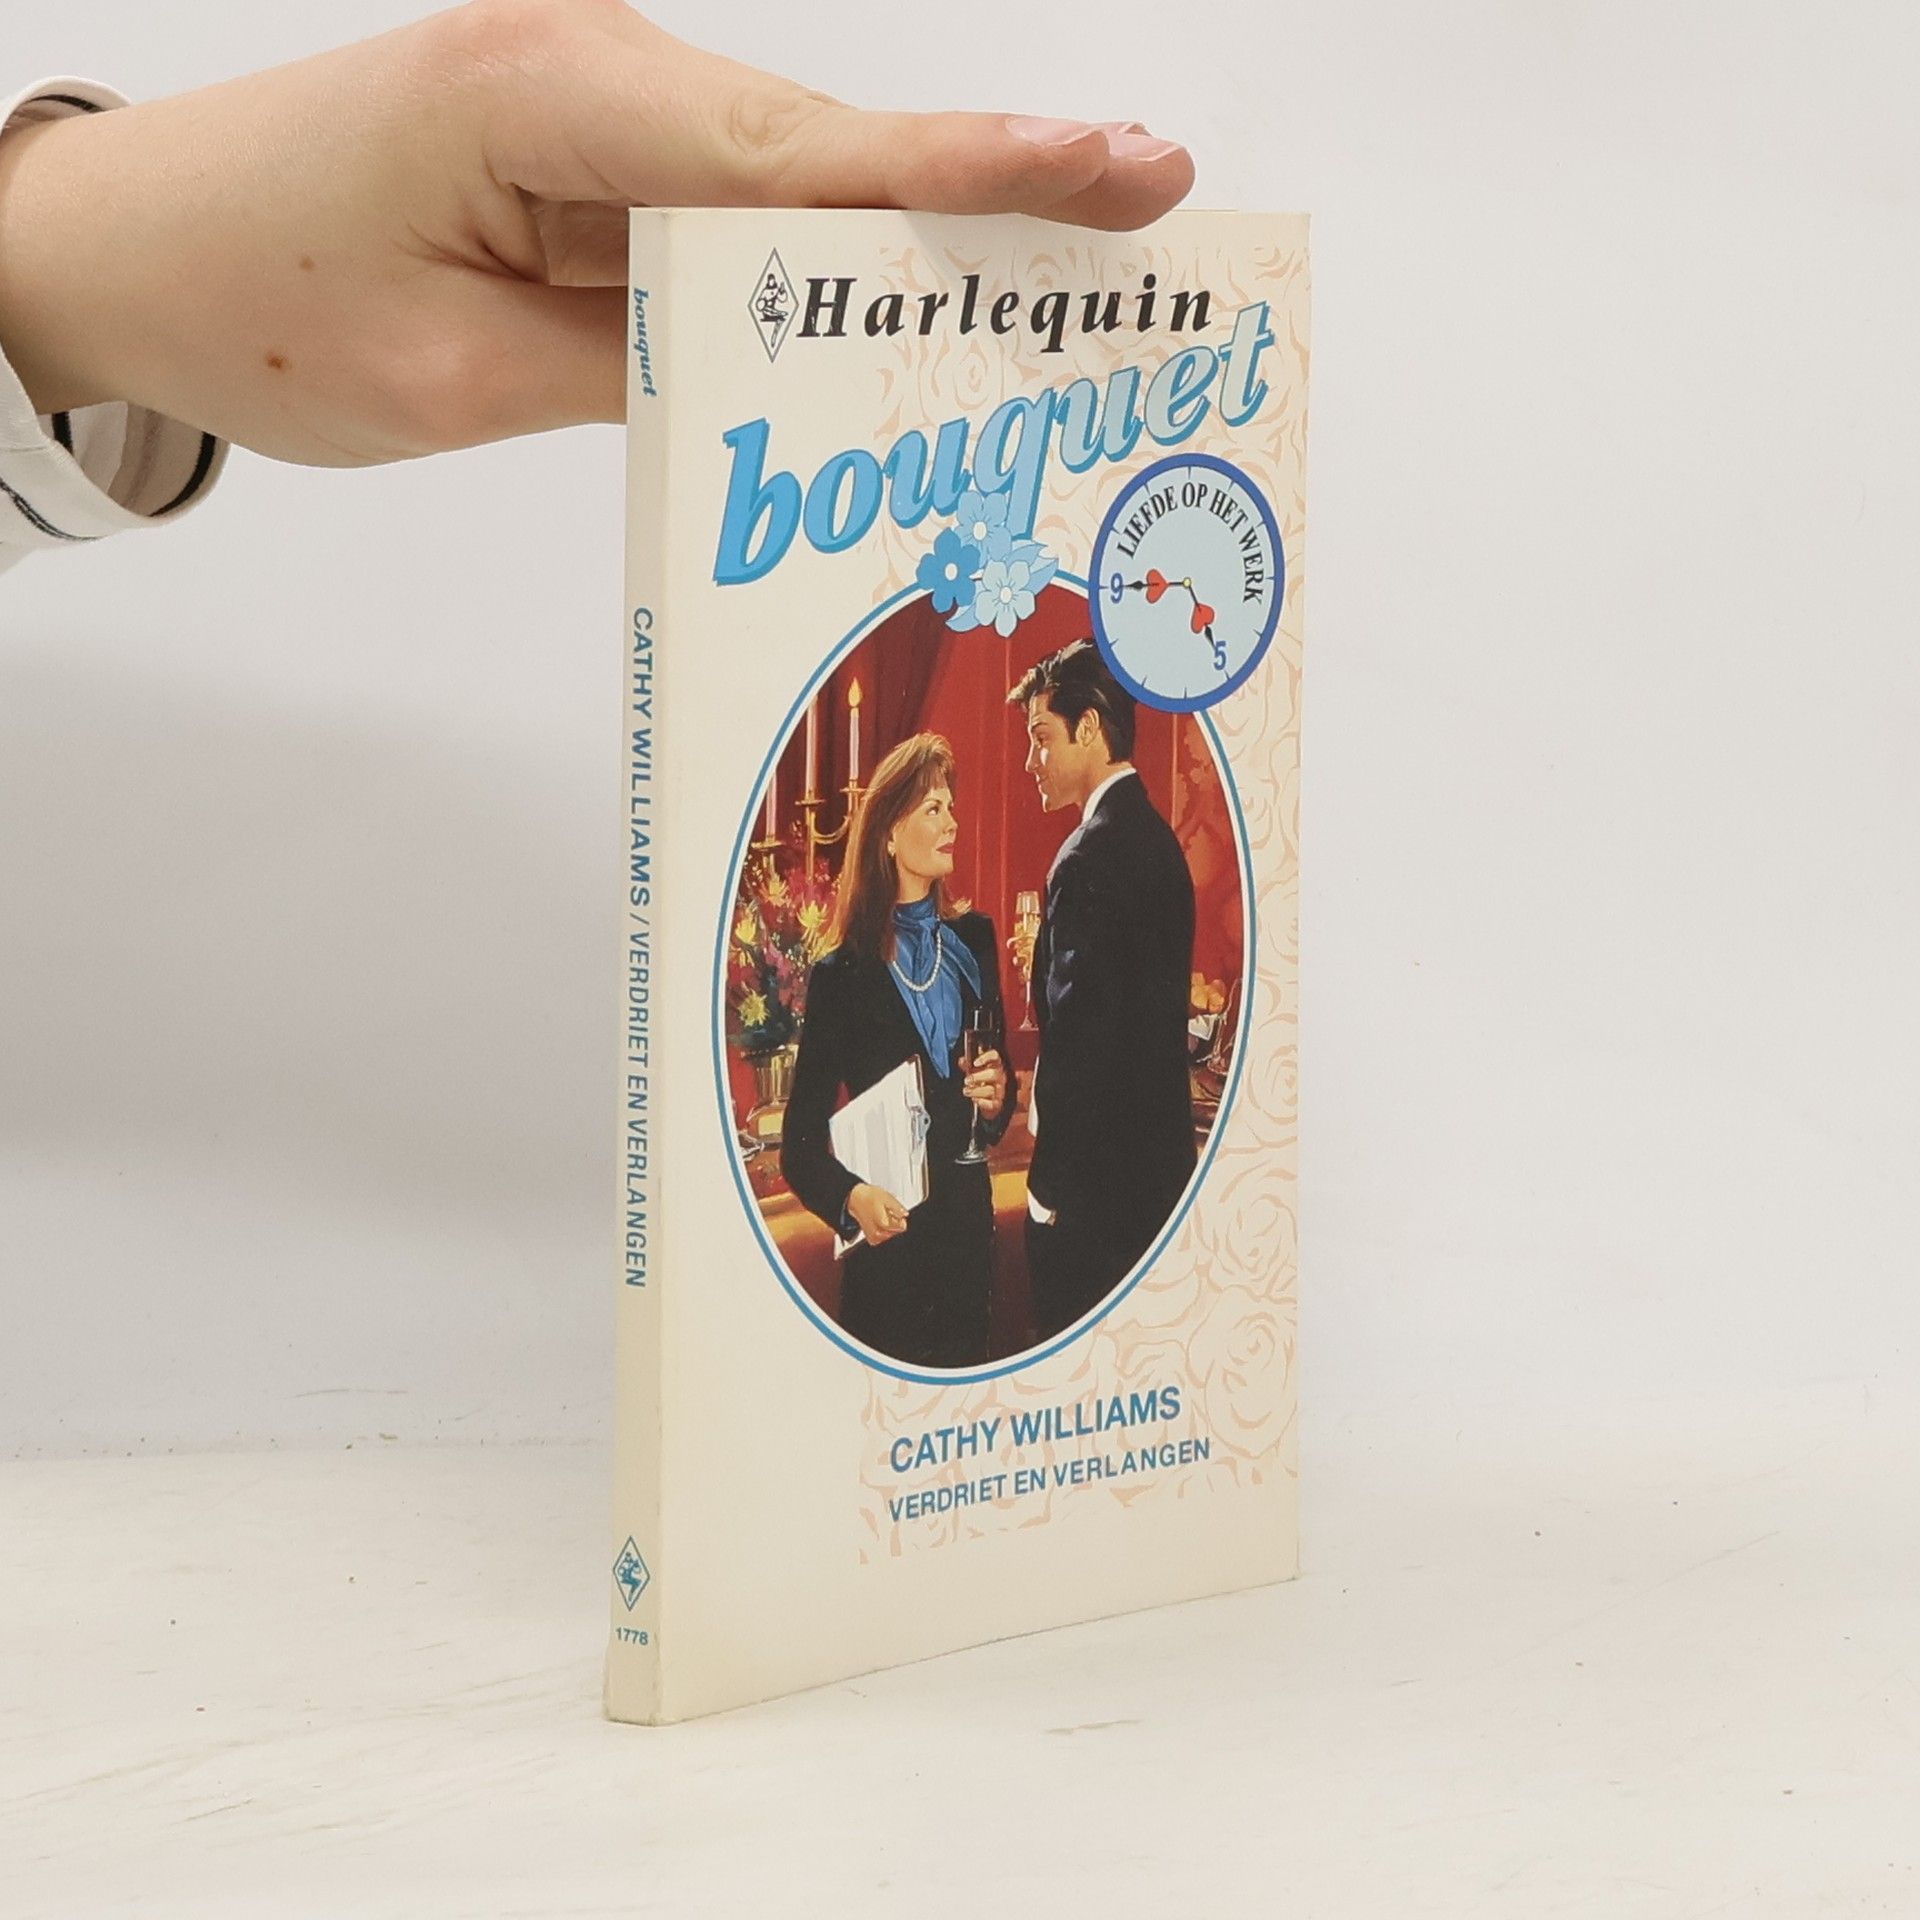 Harlequin
bouquet
LIEFDE OP HET WERK
9
5
CATHY WILLIAMS
VERDRIET EN VERLANGEN
bouquet
CATHY WILLIAMS / VERDRIET EN VERLANGEN
1778